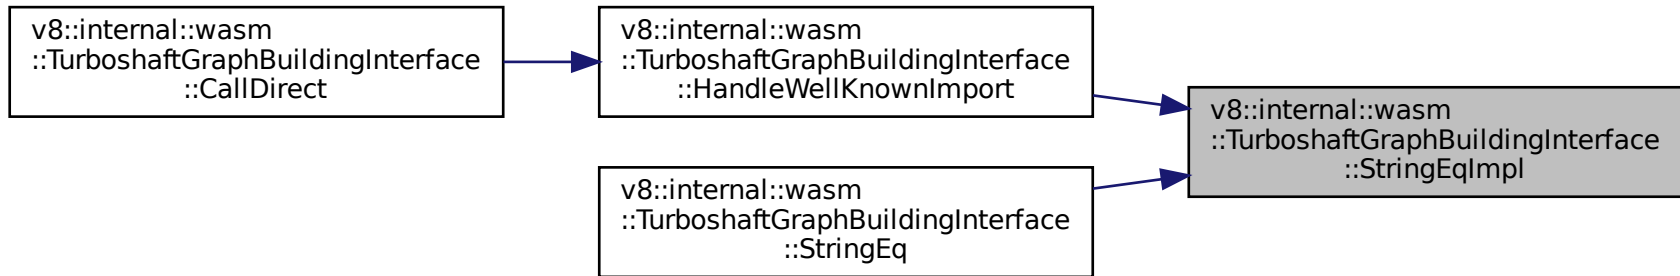 v8::internal::wasm
::TurboshaftGraphBuildingInterface
::CallDirect
v8::internal::wasm
::TurboshaftGraphBuildingInterface
::HandleWellKnownImport
v8::internal::wasm
::TurboshaftGraphBuildingInterface
::StringEqImpl
v8::internal::wasm
::TurboshaftGraphBuildingInterface
::StringEq